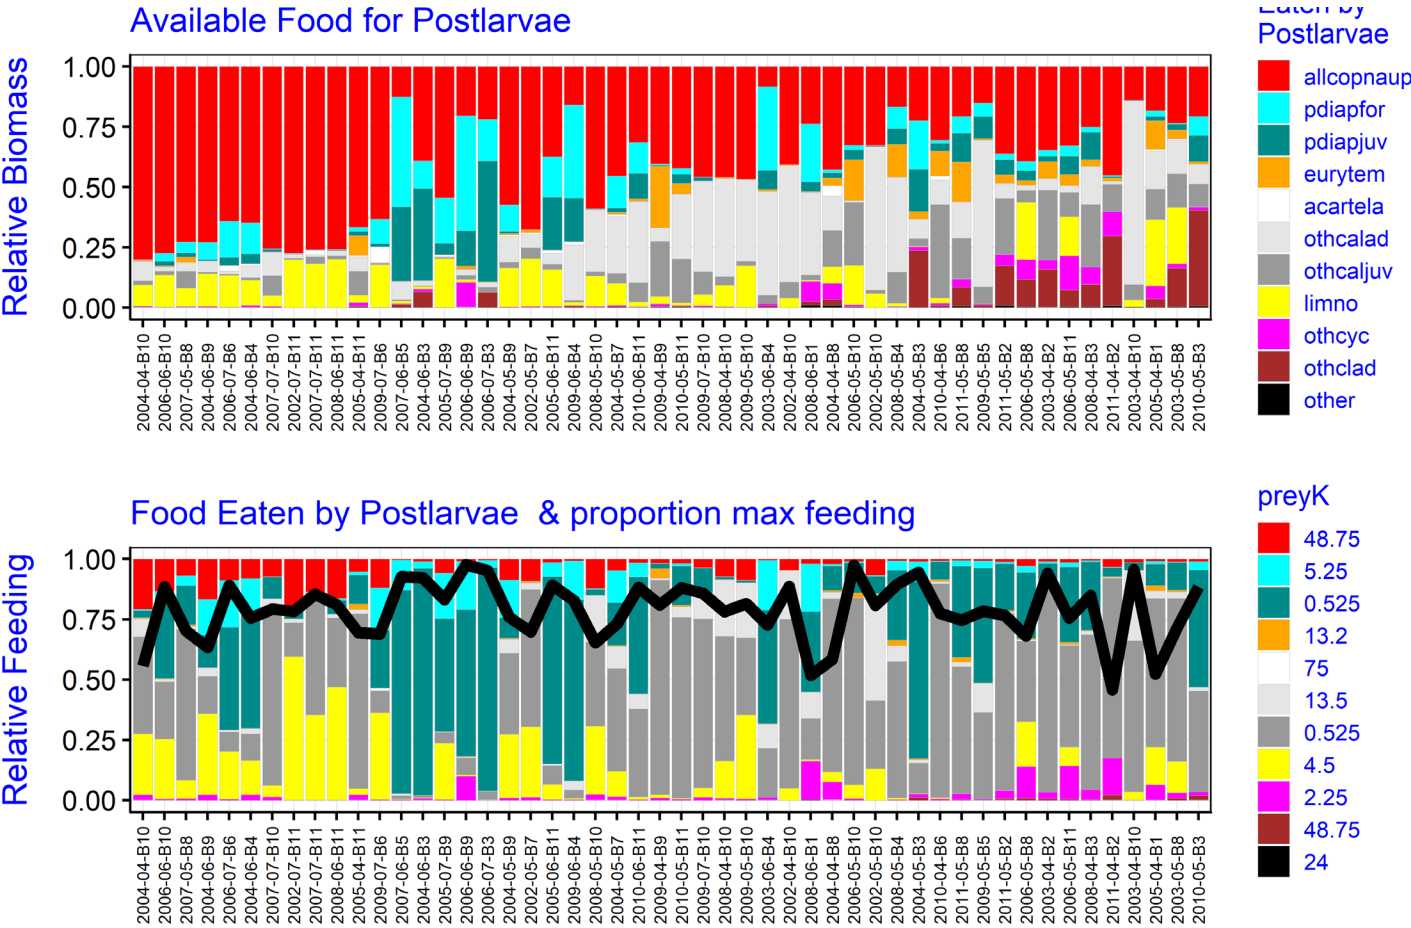 Available Food for Postlarvae
Relative Biomass
1.00
0.75
0.50
0.25
0.00
2004-04-B10
2006-06-B10
2007-05-B8
2004-06-B9
2006-07-B6
2006-06-B4
2007-07-B10
2002-07-B11
2007-07-B11
2008-06-B11
2005-04-B11
2009-07-B6
2007-06-B5
2004-06-B3
2005-07-B9
2006-06-B9
2007-07-B3
2004-05-B9
2002-05-B7
2005-06-B11
2009-06-B4
2008-05-B10
2004-05-B7
2010-06-B11
2009-04-B9
2010-05-B11
2009-07-B10
2008-04-B10
2009-05-B10
2003-06-B4
2002-04-B10
2008-06-B1
2004-04-B8
2006-05-B10
2002-05-B10
2008-05-B4
2004-05-B3
2010-04-B6
2011-05-B8
2009-05-B5
2011-05-B2
2006-05-B8
2003-04-B2
2006-05-B11
2008-04-B3
2011-04-B2
2003-04-B10
2005-04-B1
2003-05-B8
2010-05-B3
Eaten by
Postlarvae
allcopnaup
pdiapfor
pdiapjuv
eurytem
acartela
othcalad
othcaljuv
limno
othcyc
othclad
other
Food Eaten by Postlarvae & proportion max feeding
Relative Feeding
1.00
0.75
0.50
0.25
0.00
2004-04-B10
2006-06-B10
2007-05-B8
2004-06-B9
2006-07-B6
2006-06-B4
2007-07-B10
2002-07-B11
2007-07-B11
2008-06-B11
2005-04-B11
2009-07-B6
2007-06-B5
2004-06-B3
2005-07-B9
2006-06-B9
2007-07-B3
2004-05-B9
2002-05-B7
2005-06-B11
2009-06-B4
2008-05-B10
2004-05-B7
2010-06-B11
2009-04-B9
2010-05-B11
2009-07-B10
2008-04-B10
2009-05-B10
2003-06-B4
2002-04-B10
2008-06-B1
2004-04-B8
2006-05-B10
2002-05-B10
2008-05-B4
2004-05-B3
2010-04-B6
2011-05-B8
2009-05-B5
2011-05-B2
2006-05-B8
2003-04-B2
2006-05-B11
2008-04-B3
2011-04-B2
2003-04-B10
2005-04-B1
2003-05-B8
2010-05-B3
preyK
48.75
5.25
0.525
13.2
75
13.5
0.525
4.5
2.25
48.75
24